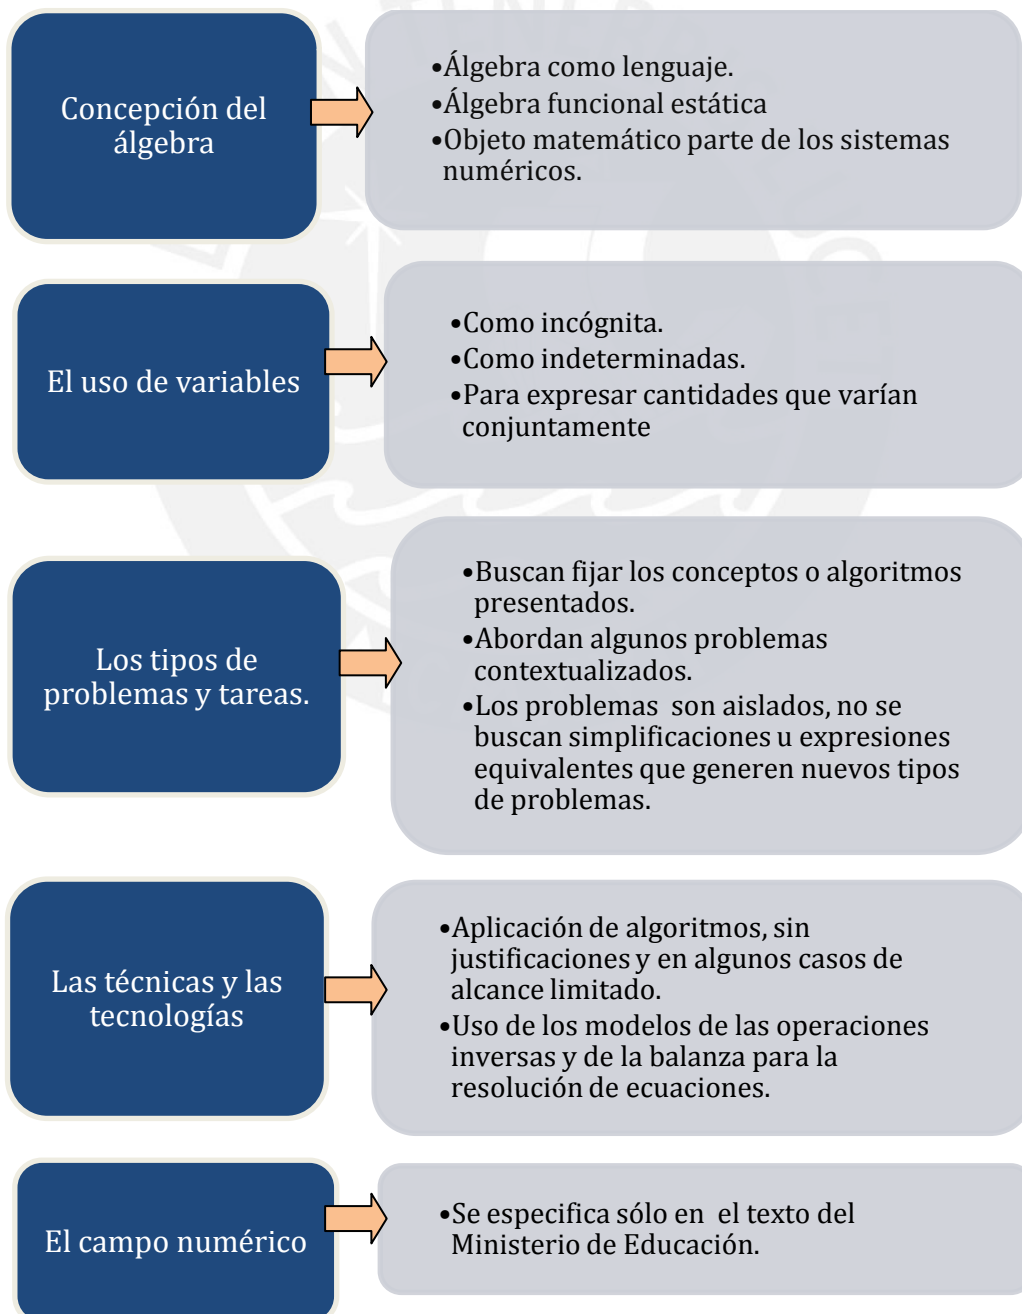 Concepción del
álgebra
•Álgebra como lenguaje.
•Álgebra funcional estática
•Objeto matemático parte de los sistemas
numéricos.
El uso de variables
•Como incógnita.
•Como indeterminadas.
•Para expresar cantidades que varían
conjuntamente
Los tipos de
problemas y tareas.
•Buscan fijar los conceptos o algoritmos
presentados.
•Abordan algunos problemas
contextualizados.
•Los problemas son aislados, no se
buscan simplificaciones u expresiones
equivalentes que generen nuevos tipos
de problemas.
Las técnicas y las
tecnologías
•Aplicación de algoritmos, sin
justificaciones y en algunos casos de
alcance limitado.
•Uso de los modelos de las operaciones
inversas y de la balanza para la
resolución de ecuaciones.
El campo numérico
•Se especifica sólo en el texto del
Ministerio de Educación.